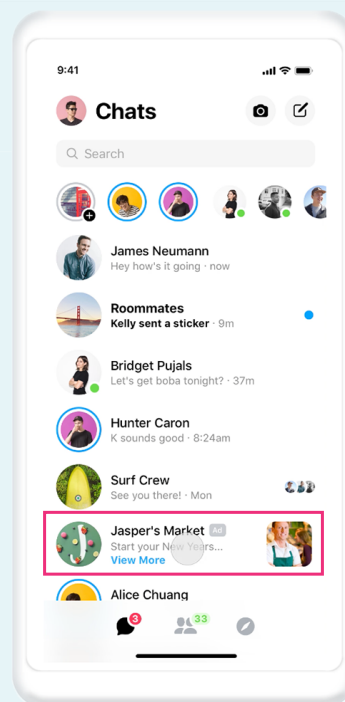 9:41
Chats
Search
James Neumann
Hey how's it going · now
Roommates
Kelly sent a sticker · 9m
Bridget Pujals
Let's get boba tonight? · 37m
Hunter Caron
K sounds good · 8:24am
Surf Crew
See you there! · Mon
Jasper's Market Ad
Start your New Years...
View More
Alice Chuang
3 33